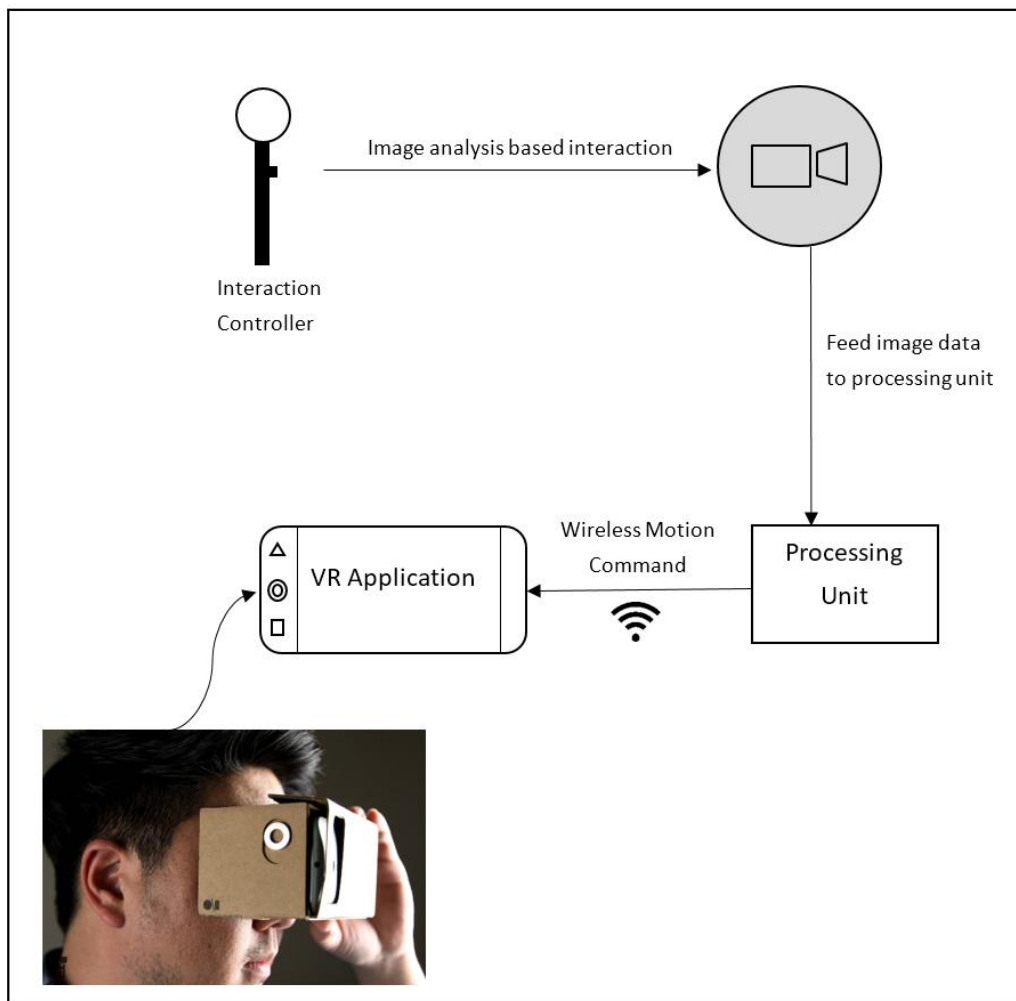 Image analysis based interaction
Interaction
Controller
Feed image data
to processing unit
Wireless Motion
Command
Processing
Unit
VR Application